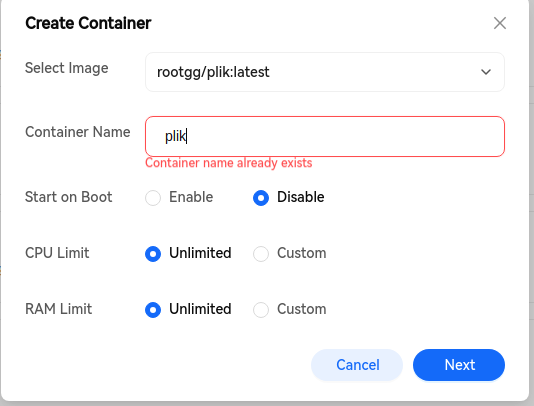 Create Container
Select Image rootgg/plik:latest
Container Name plik
Container name already exists
Start on Boot Enable Disable
CPU Limit Unlimited Custom
RAM Limit Unlimited Custom
Cancel Next